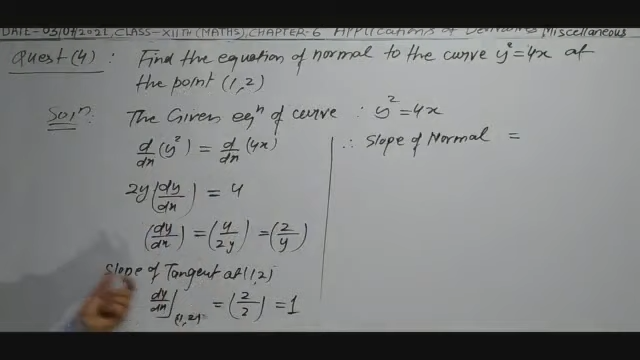 DATE-03/07/2021, CLASS-XIITH (MATHS), CHAPTER-6 Applications of Derivatives Miscellaneous
Quest (4) : Find the equation of normal to the curve y² = 4x at
the point (1,2)
Solⁿ: The Given eqⁿ of curve : y² = 4x
d/dx (y²) = d/dx (4x)
2y (dy/dx) = 4
(dy/dx) = (4/2y) = (2/y)
Slope of Tangent at (1,2)
dy/dx](1,2) = (2/2) = 1
∴ Slope of Normal =